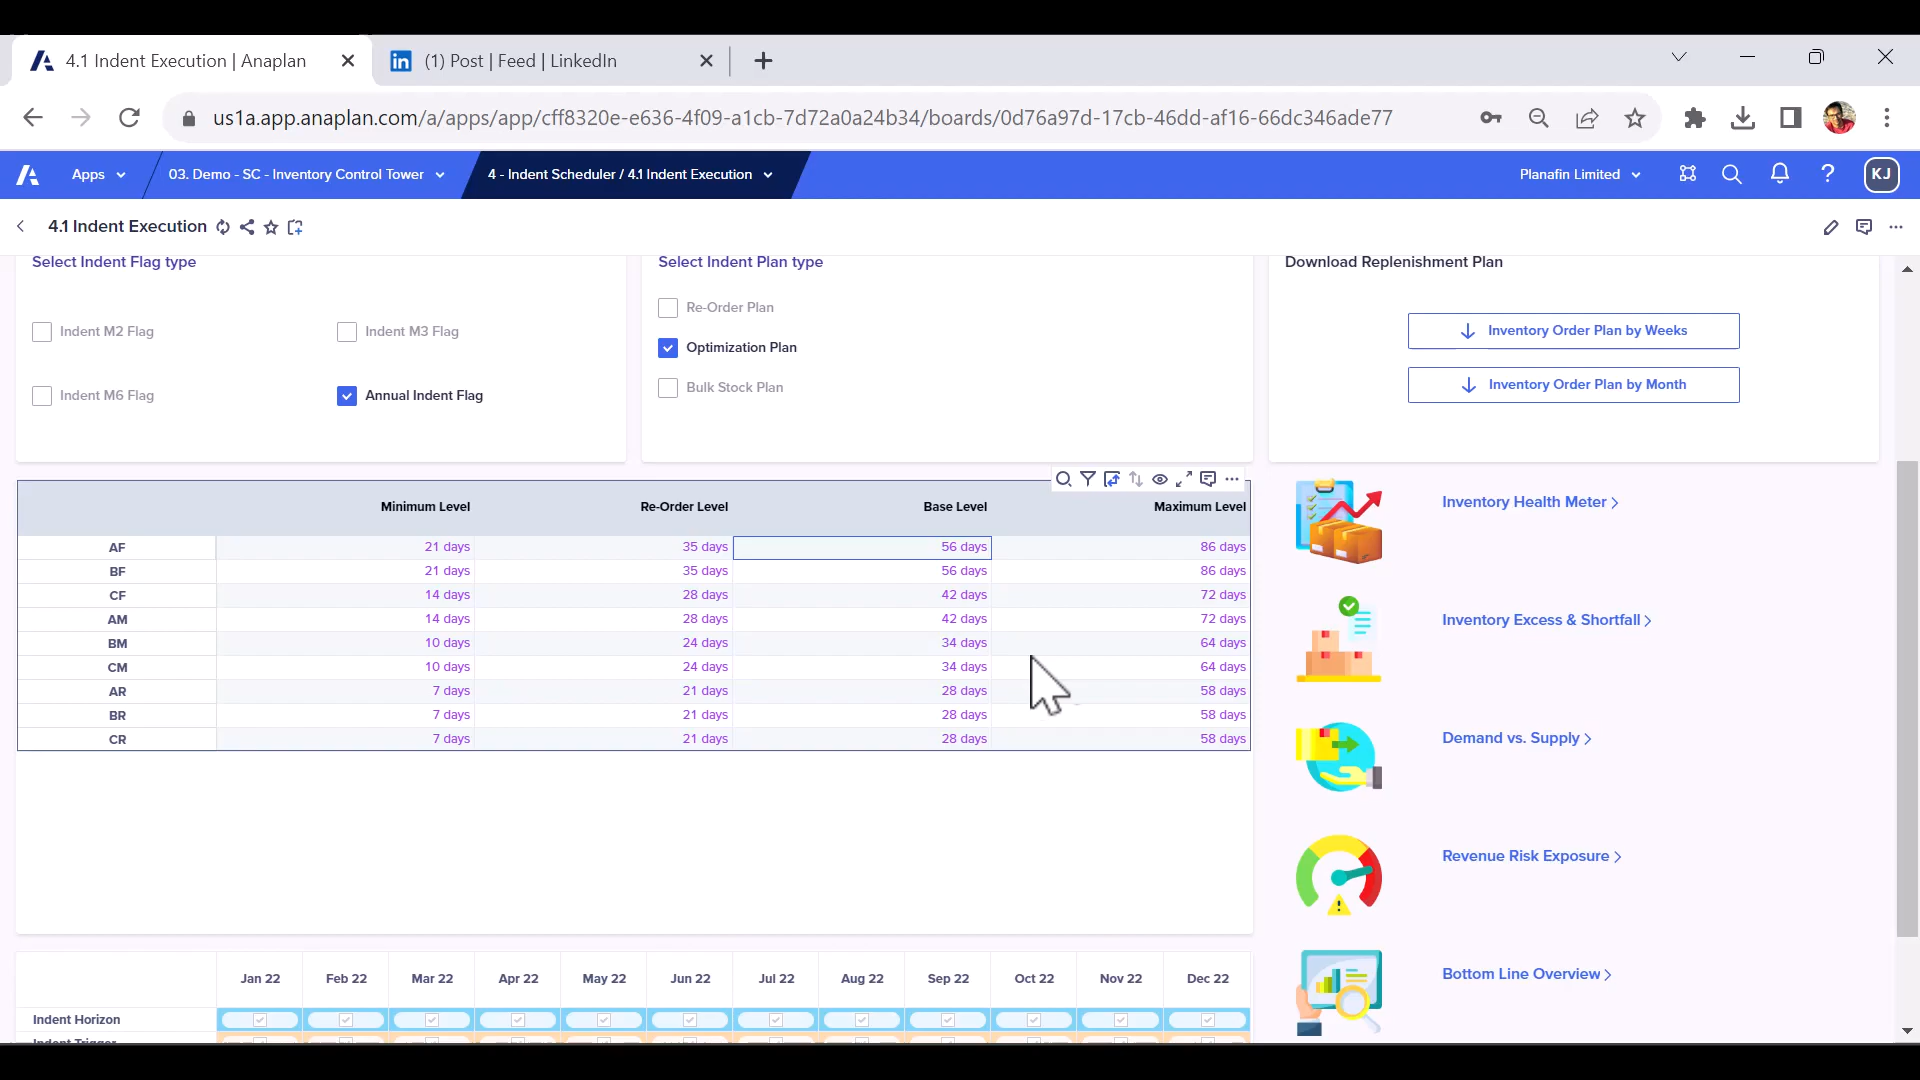 4.1 Indent Execution | Anaplan
(1) Post | Feed | LinkedIn
us1a.app.anaplan.com/a/apps/app/cff8320e-e636-4f09-a1cb-7d72a0a24b34/boards/0d76a97d-17cb-46dd-af16-66dc346ade77
Apps 03. Demo - SC - Inventory Control Tower 4 - Indent Scheduler / 4.1 Indent Execution Planafin Limited ? KJ
4.1 Indent Execution
Select Indent Flag type
Indent M2 Flag Indent M3 Flag
Indent M6 Flag Annual Indent Flag
Select Indent Plan type
Re-Order Plan
Optimization Plan
Bulk Stock Plan
Download Replenishment Plan
Inventory Order Plan by Weeks
Inventory Order Plan by Month
Minimum Level Re-Order Level Base Level Maximum Level
AF 21 days 35 days 56 days 86 days
BF 21 days 35 days 56 days 86 days
CF 14 days 28 days 42 days 72 days
AM 14 days 28 days 42 days 72 days
BM 10 days 24 days 34 days 64 days
CM 10 days 24 days 34 days 64 days
AR 7 days 21 days 28 days 58 days
BR 7 days 21 days 28 days 58 days
CR 7 days 21 days 28 days 58 days
Inventory Health Meter >
Inventory Excess & Shortfall >
Demand vs. Supply >
Revenue Risk Exposure >
Bottom Line Overview >
Jan 22 Feb 22 Mar 22 Apr 22 May 22 Jun 22 Jul 22 Aug 22 Sep 22 Oct 22 Nov 22 Dec 22
Indent Horizon
Indent Trigger